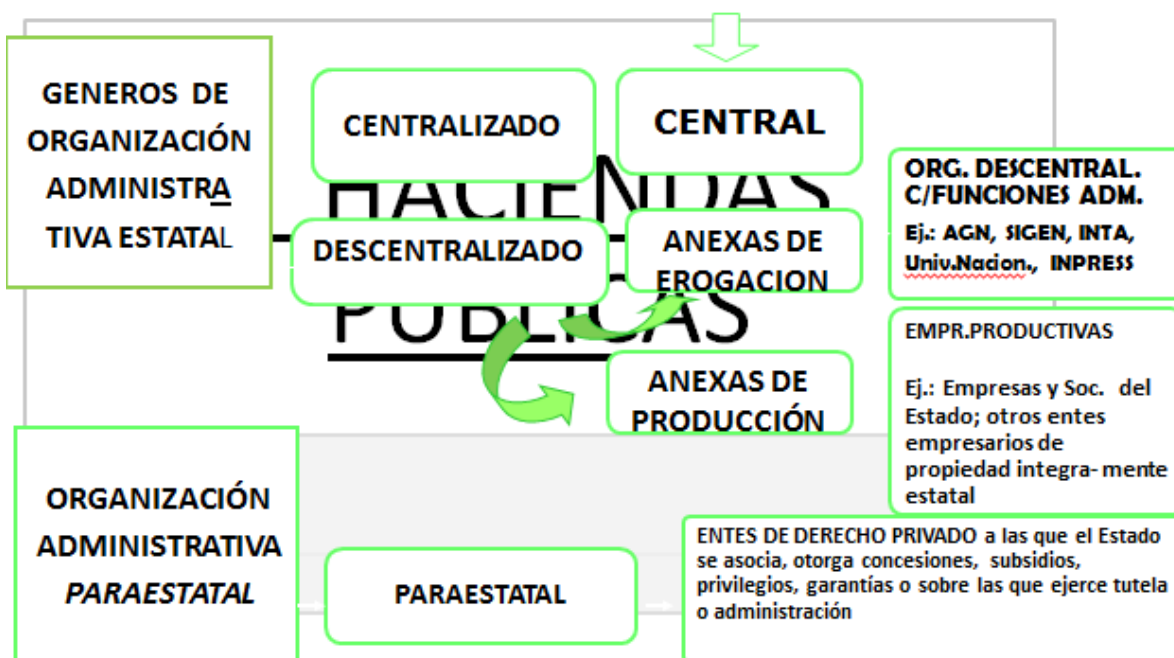 GENEROS DE
ORGANIZACIÓN
ADMINISTRA
TIVA ESTATAL
CENTRALIZADO
CENTRAL
HACIENDAS
PUBLICAS
DESCENTRALIZADO
ANEXAS DE
EROGACION
ANEXAS DE
PRODUCCIÓN
ORG. DESCENTRAL.
C/FUNCIONES ADM.
Ej.: AGN, SIGEN, INTA,
Univ.Nacion., INPRESS
EMPR.PRODUCTIVAS
Ej.: Empresas y Soc. del
Estado; otros entes
empresarios de
propiedad integra- mente
estatal
ORGANIZACIÓN
ADMINISTRATIVA
PARAESTATAL
PARAESTATAL
ENTES DE DERECHO PRIVADO a las que el Estado
se asocia, otorga concesiones, subsidios,
privilegios, garantías o sobre las que ejerce tutela
o administración